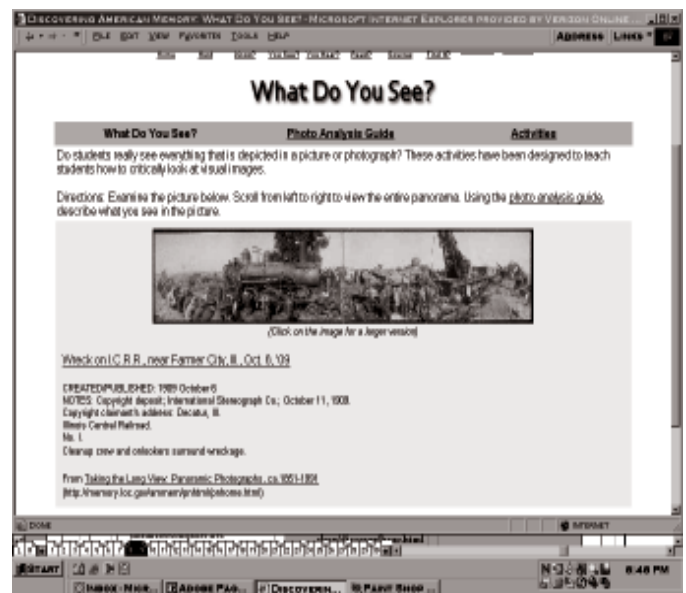 DISCOVERING AMERICAN MEMORY: WHAT DO YOU SEE? - MICROSOFT INTERNET EXPLORER PROVIDED BY VERIZON ONLINE ...
FILE EDIT VIEW FAVORITES TOOLS HELP ADDRESS LINKS
What Do You See?
What Do You See? Photo Analysis Guide Activities
Do students really see everything that is depicted in a picture or photograph? These activities have been designed to teach
students how to critically look at visual images.
Directions: Examine the picture below. Scroll from left to right to view the entire panorama. Using the photo analysis guide,
describe what you see in the picture.
(Click on the image for a larger version)
Wreck on I.C.R.R., near Farmer City, Ill., Oct. 6, '09
CREATED/PUBLISHED: 1909 October 6
NOTES: Copyright deposit; International Stereograph Co.; October 11, 1909.
Copyright claimant's address: Decatur, Ill.
Illinois Central Railroad.
No. 1.
Cleanup crew and onlookers surround wreckage.
From Taking the Long View: Panoramic Photographs, ca. 1851-1991
(http://memory.loc.gov/ammem/pnhtml/pnhome.html)
DONE INTERNET
START 6:46 PM
INBOX - MICR... ADOBE PAG... DISCOVERIN... PAINT SHOP ...